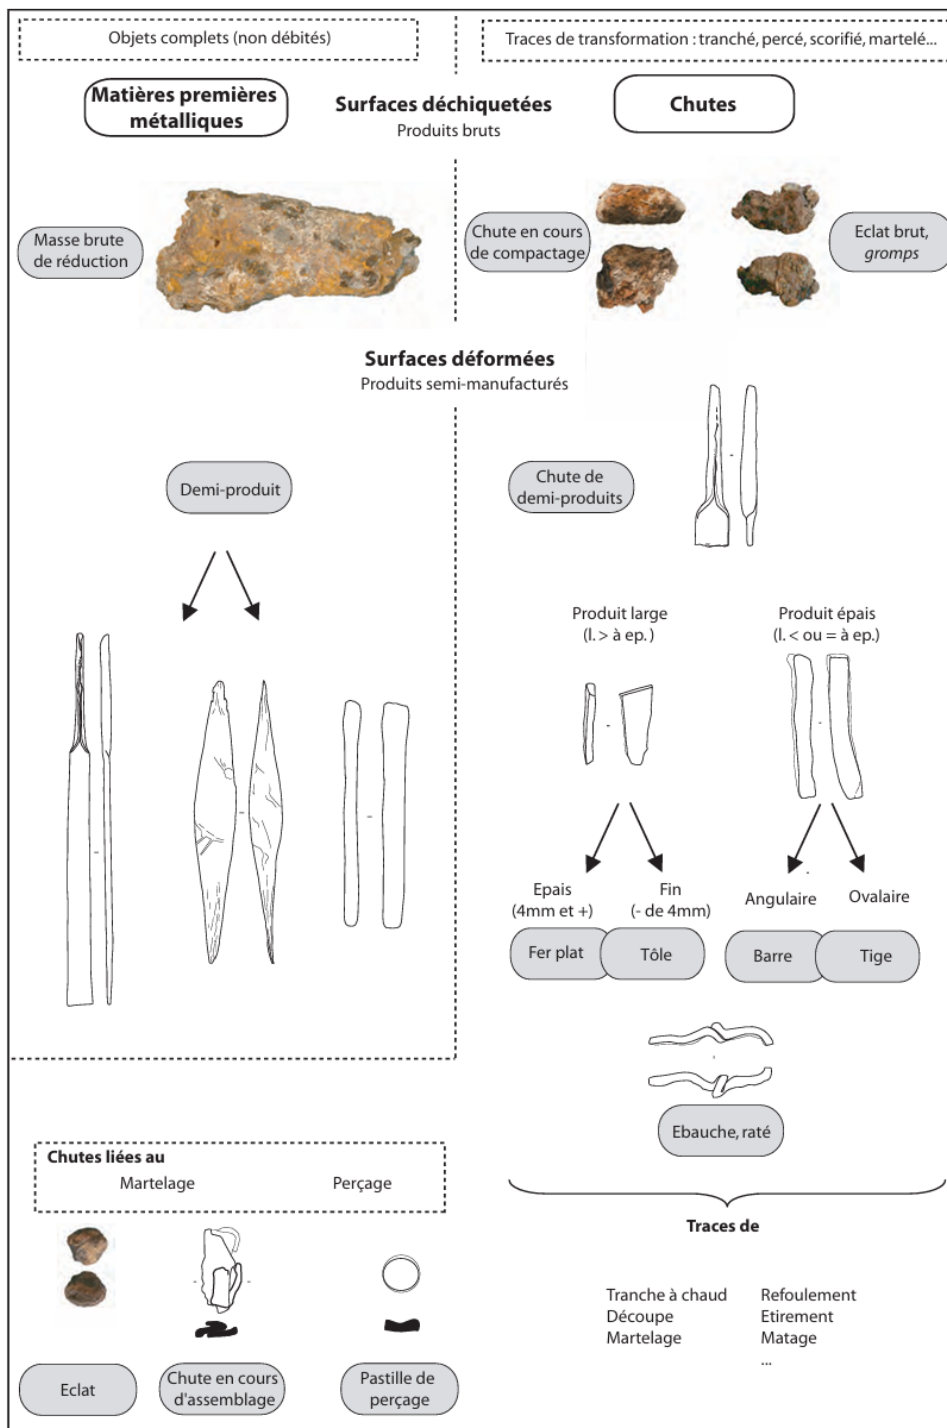 Objets complets (non débités)
Traces de transformation : tranché, percé, scorifié, martelé...
Matières premières
métalliques
Surfaces déchiquetées
Produits bruts
Chutes
Masse brute
de réduction
Chute en cours
de compactage
Eclat brut,
gromps
Surfaces déformées
Produits semi-manufacturés
Demi-produit
Chute de
demi-produits
Produit large
(l. > à ep.)
Produit épais
(l. < ou = à ep.)
Epais
(4mm et +)
Fin
(- de 4mm)
Angulaire
Ovalaire
Fer plat
Tôle
Barre
Tige
Ebauche, raté
Chutes liées au
Martelage
Perçage
Eclat
Chute en cours
d'assemblage
Pastille de
perçage
Traces de
Tranche à chaud
Découpe
Martelage
Refoulement
Etirement
Matage
...